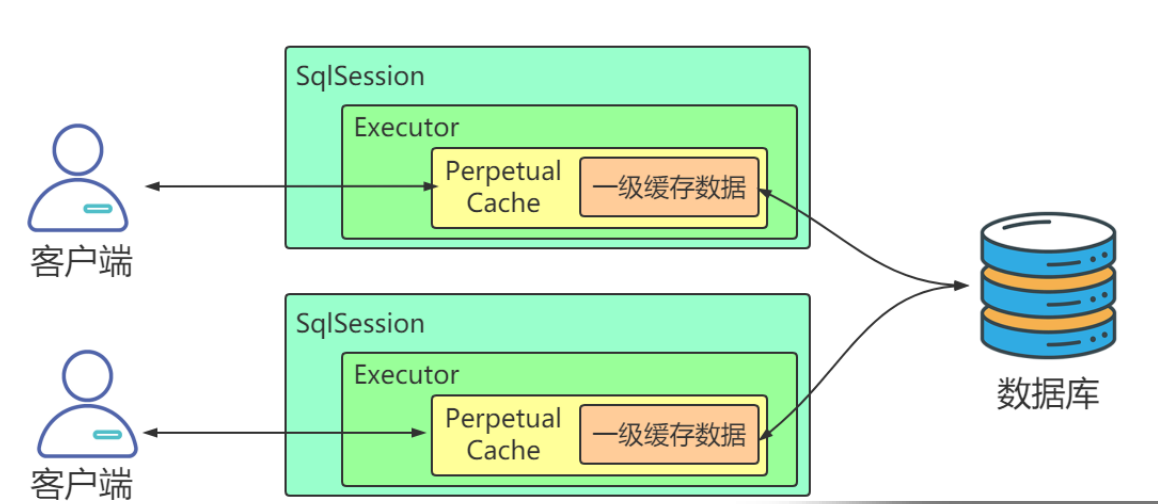 SqlSession
Executor
Perpetual
Cache
一级缓存数据
客户端
SqlSession
Executor
Perpetual
Cache
一级缓存数据
数据库
客户端